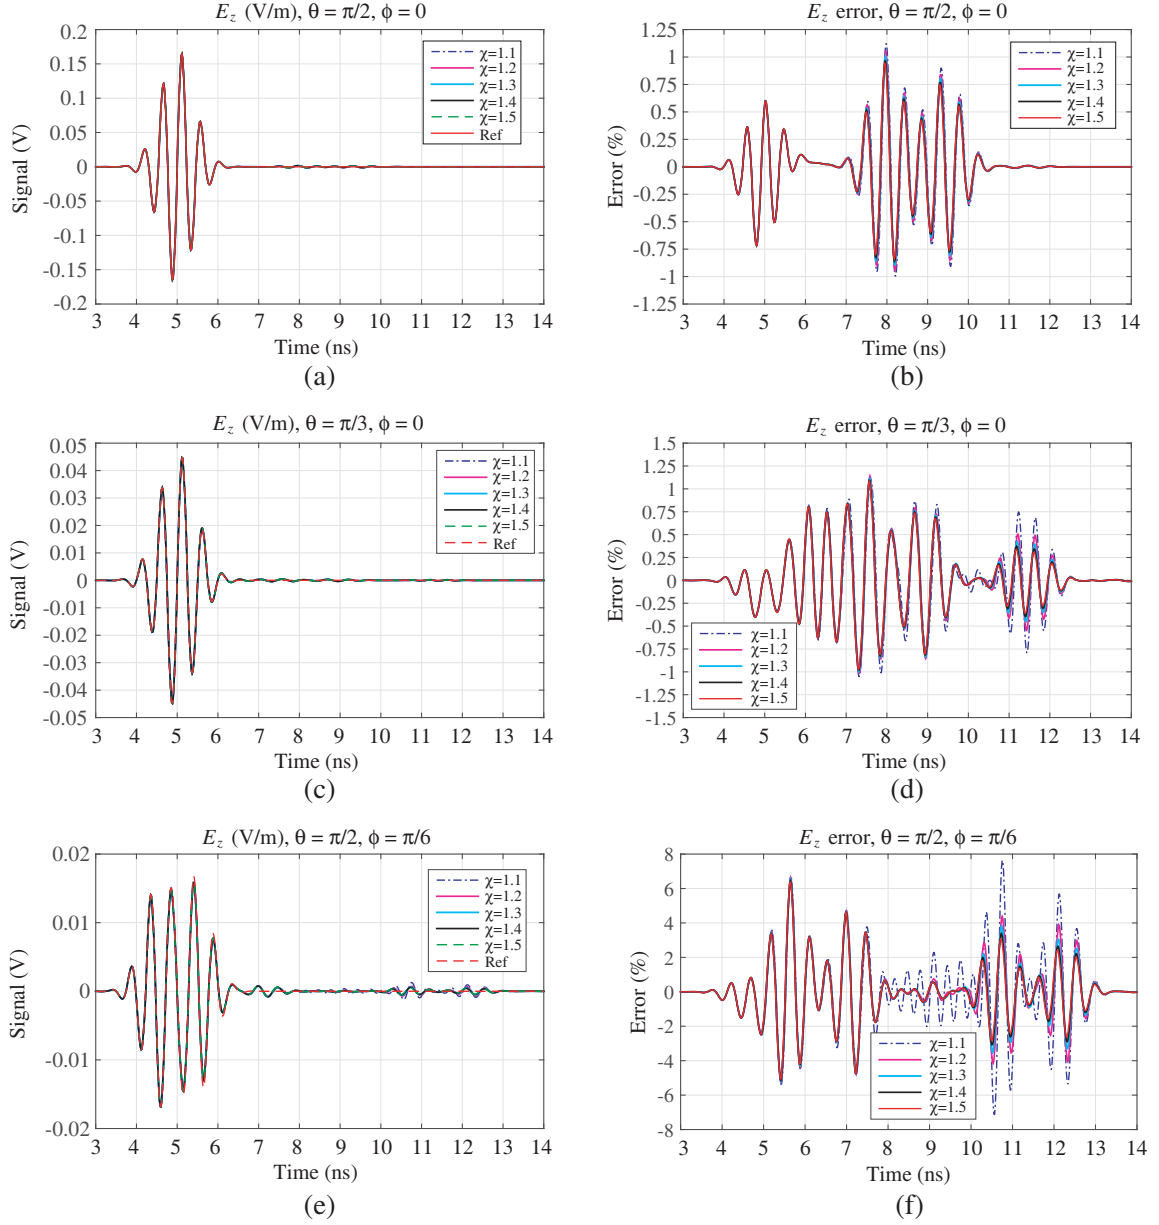 E_z (V/m), θ = π/2, ϕ = 0
0.2
0.15
0.1
0.05
0
-0.05
-0.1
-0.15
-0.2
Signal (V)
χ=1.1
χ=1.2
χ=1.3
χ=1.4
χ=1.5
Ref
3 4 5 6 7 8 9 10 11 12 13 14
Time (ns)
(a)
E_z error, θ = π/2, ϕ = 0
1.25
1
0.75
0.5
0.25
0
-0.25
-0.5
-0.75
-1
-1.25
Error (%)
χ=1.1
χ=1.2
χ=1.3
χ=1.4
χ=1.5
3 4 5 6 7 8 9 10 11 12 13 14
Time (ns)
(b)
E_z (V/m), θ = π/3, ϕ = 0
0.05
0.04
0.03
0.02
0.01
0
-0.01
-0.02
-0.03
-0.04
-0.05
Signal (V)
χ=1.1
χ=1.2
χ=1.3
χ=1.4
χ=1.5
Ref
3 4 5 6 7 8 9 10 11 12 13 14
Time (ns)
(c)
E_z error, θ = π/3, ϕ = 0
1.5
1.25
1
0.75
0.5
0.25
0
-0.25
-0.5
-0.75
-1
-1.25
-1.5
Error (%)
χ=1.1
χ=1.2
χ=1.3
χ=1.4
χ=1.5
3 4 5 6 7 8 9 10 11 12 13 14
Time (ns)
(d)
E_z (V/m), θ = π/2, ϕ = π/6
0.02
0.01
0
-0.01
-0.02
Signal (V)
χ=1.1
χ=1.2
χ=1.3
χ=1.4
χ=1.5
Ref
3 4 5 6 7 8 9 10 11 12 13 14
Time (ns)
(e)
E_z error, θ = π/2, ϕ = π/6
8
6
4
2
0
-2
-4
-6
-8
Error (%)
χ=1.1
χ=1.2
χ=1.3
χ=1.4
χ=1.5
3 4 5 6 7 8 9 10 11 12 13 14
Time (ns)
(f)